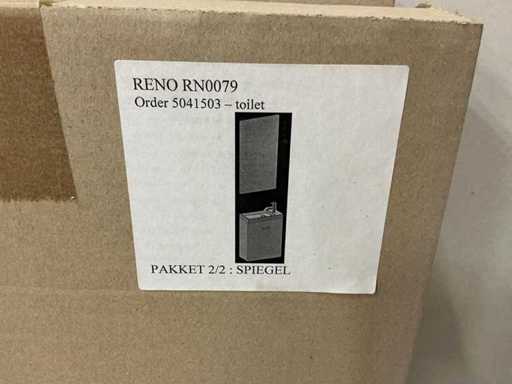 RENO RN0079
Order 5041503 – toilet
PAKKET 2/2 : SPIEGEL